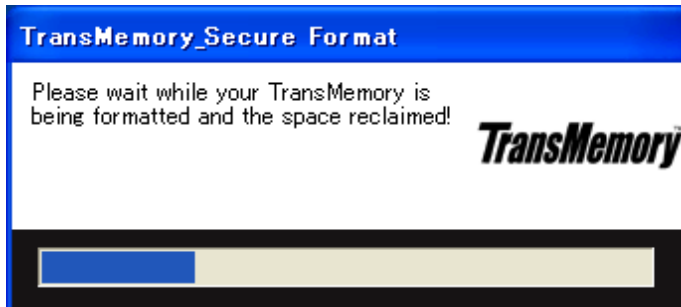 TransMemory_Secure Format
Please wait while your TransMemory is
being formatted and the space reclaimed!
TransMemory